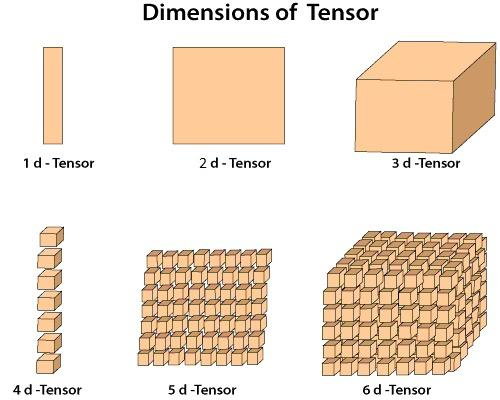 Dimensions of Tensor
1 d - Tensor
2 d - Tensor
3 d -Tensor
4 d -Tensor
5 d -Tensor
6 d -Tensor